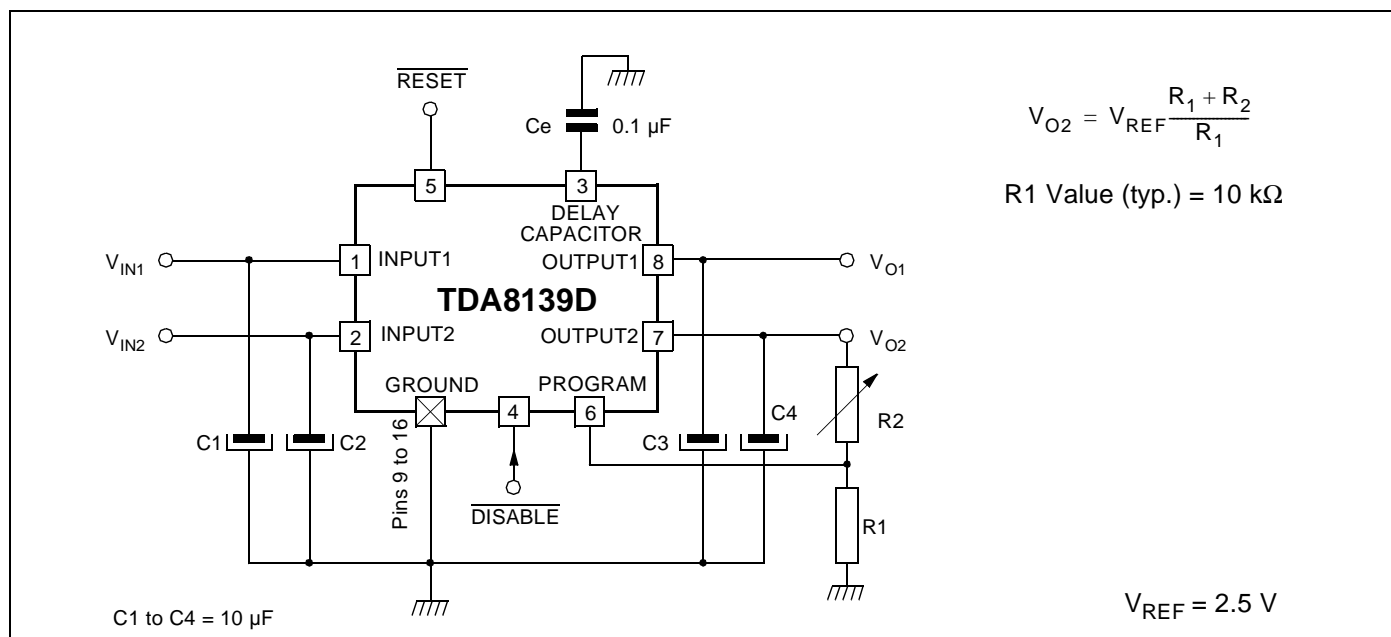 RESET
Ce
0.1 µF
V_O2 = V_REF (R_1 + R_2) / R_1
R1 Value (typ.) = 10 kΩ
5
3
DELAY
CAPACITOR
V_IN1
1
INPUT1
OUTPUT1
8
V_O1
TDA8139D
V_IN2
2
INPUT2
OUTPUT2
7
V_O2
GROUND
PROGRAM
4
6
C1
C2
Pins 9 to 16
C3
C4
R2
DISABLE
R1
C1 to C4 = 10 µF
V_REF = 2.5 V